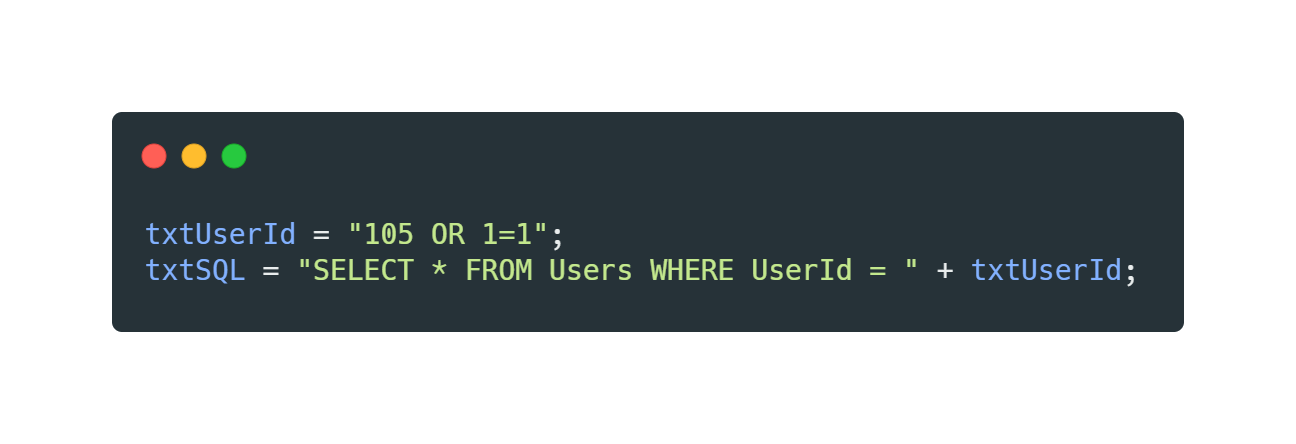 txtUserId = "105 OR 1=1";
txtSQL = "SELECT * FROM Users WHERE UserId = " + txtUserId;